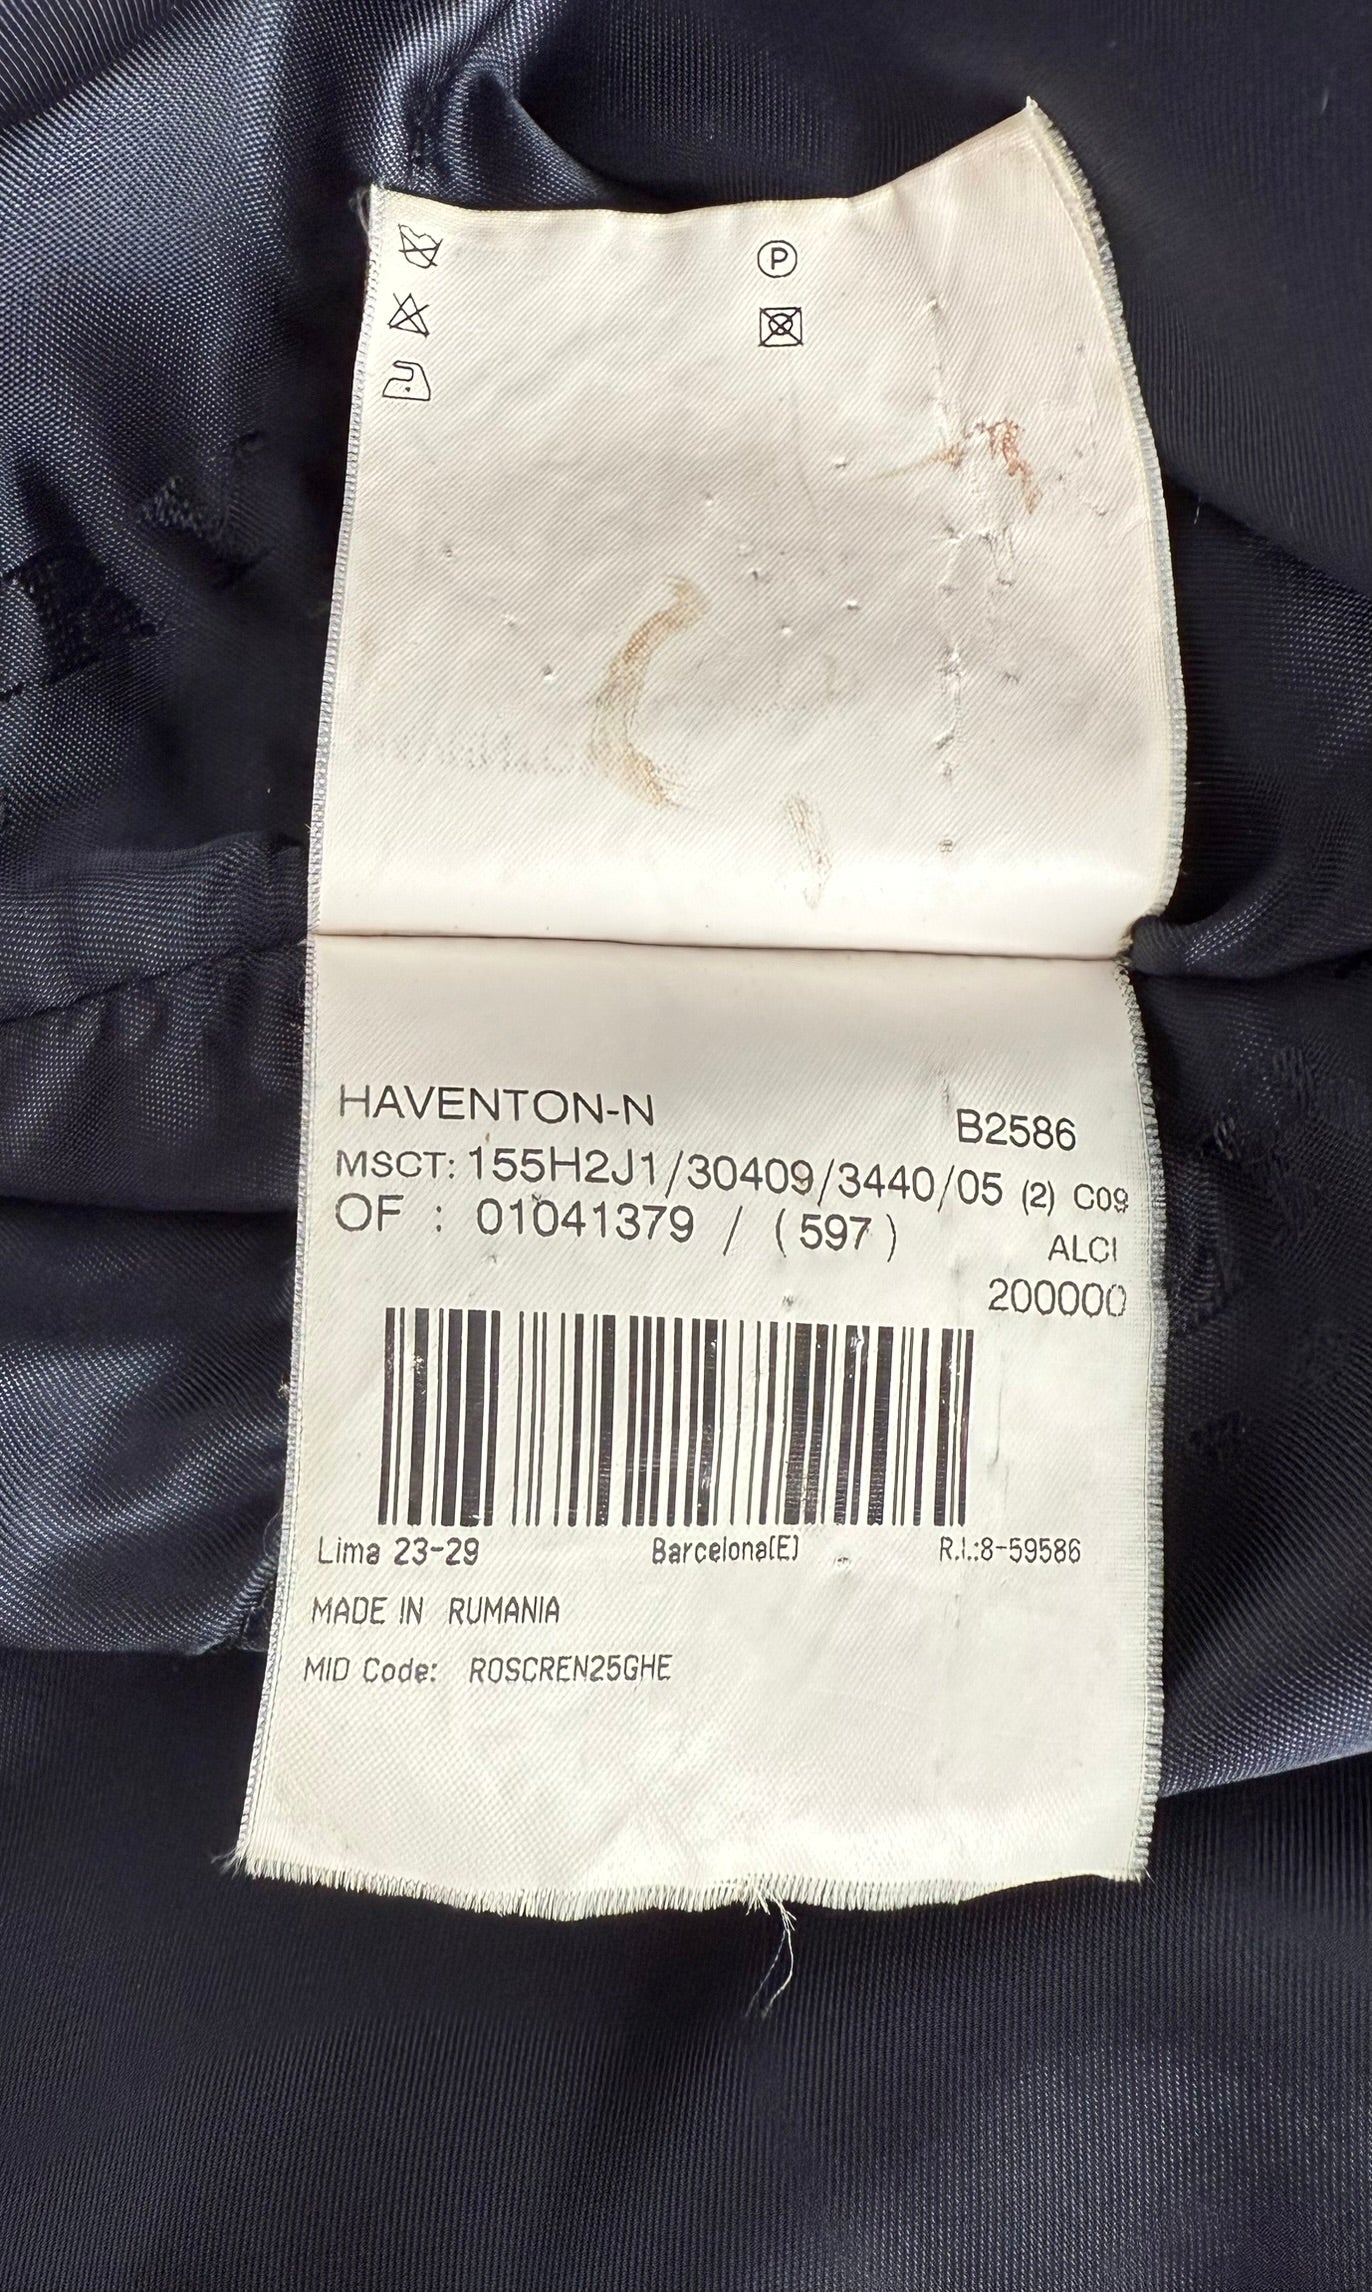 P
HAVENTON-N B2586
MSCT: 155H2J1/30409/3440/05 (2) C09
OF : 01041379 / (597) ALCI
200000
Lima 23-29 Barcelona(E) R.I.:8-59586
MADE IN RUMANIA
MID Code: ROSCREN25GHE